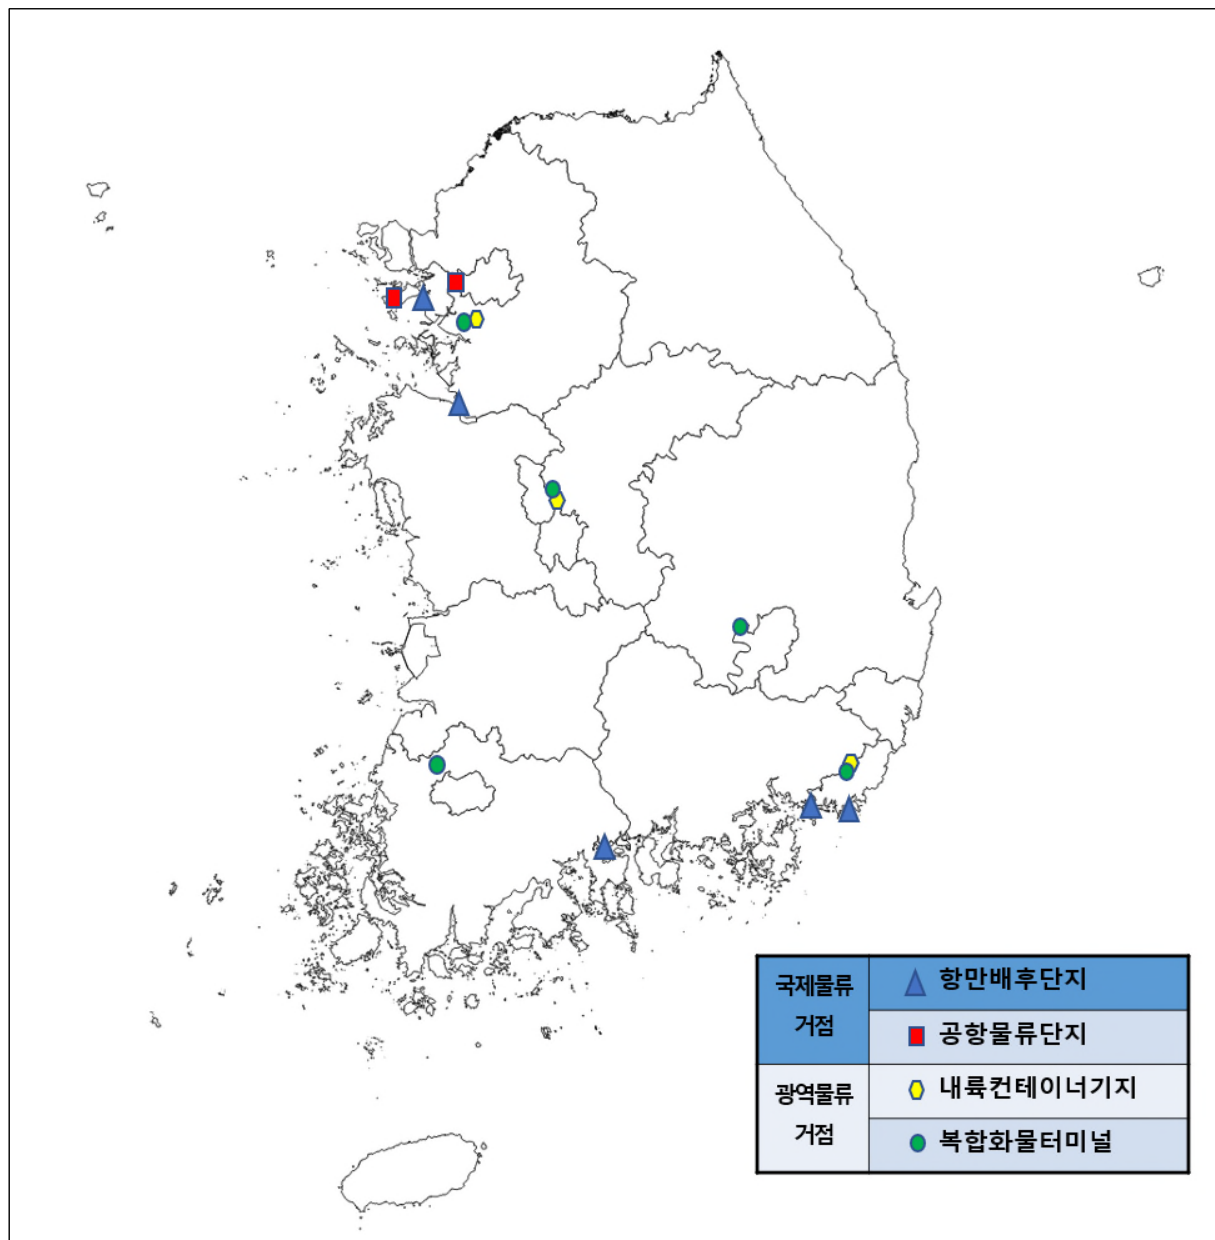 국제물류
거점
항만배후단지
공항물류단지
광역물류
거점
내륙컨테이너기지
복합화물터미널